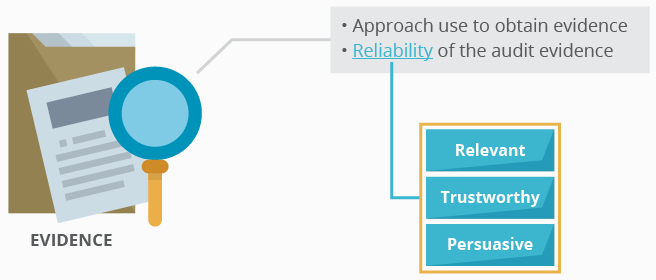 • Approach use to obtain evidence
• Reliability of the audit evidence
Relevant
Trustworthy
Persuasive
EVIDENCE